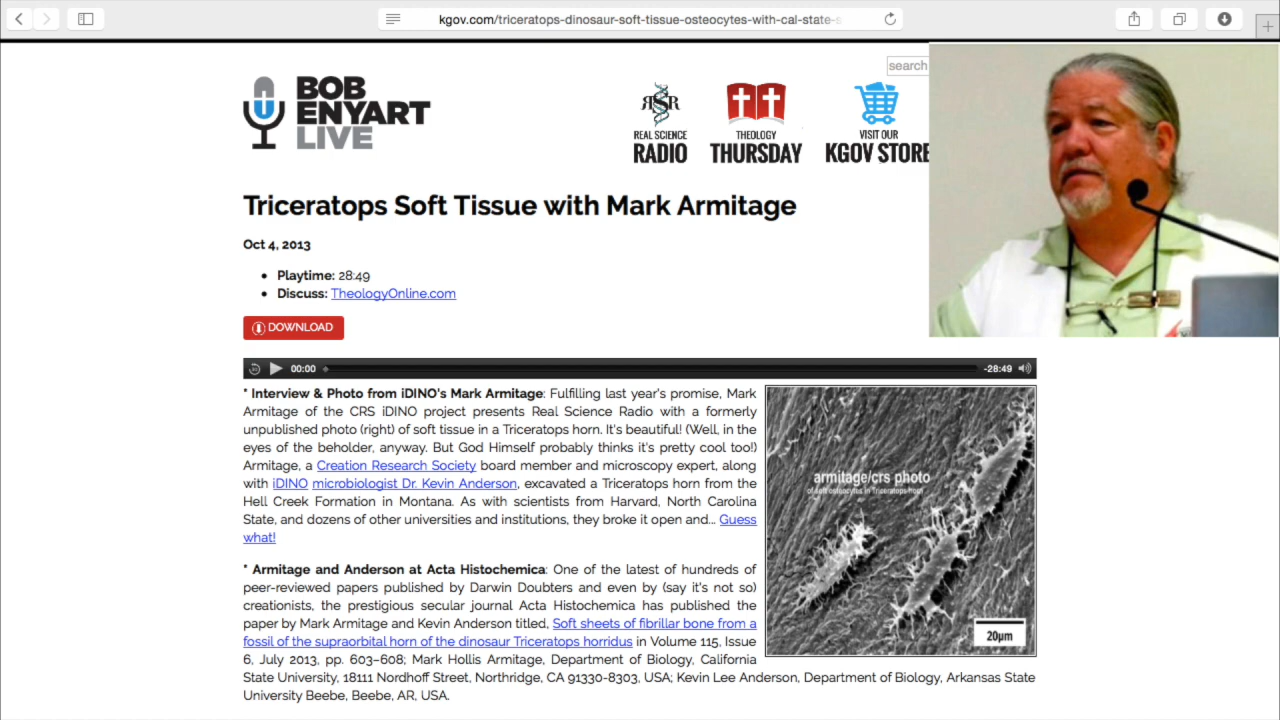 kgov.com/triceratops-dinosaur-soft-tissue-osteocytes-with-cal-state-s
search
BOB
ENYART
LIVE
RSR
REAL SCIENCE
RADIO
THEOLOGY
THURSDAY
VISIT OUR
KGOV STORE
Triceratops Soft Tissue with Mark Armitage
Oct 4, 2013
• Playtime: 28:49
• Discuss: TheologyOnline.com
DOWNLOAD
30
00:00
-28:49
* Interview & Photo from iDINO's Mark Armitage: Fulfilling last year's promise, Mark
Armitage of the CRS iDINO project presents Real Science Radio with a formerly
unpublished photo (right) of soft tissue in a Triceratops horn. It's beautiful! (Well, in the
eyes of the beholder, anyway. But God Himself probably thinks it's pretty cool too!)
Armitage, a Creation Research Society board member and microscopy expert, along
with iDINO microbiologist Dr. Kevin Anderson, excavated a Triceratops horn from the
Hell Creek Formation in Montana. As with scientists from Harvard, North Carolina
State, and dozens of other universities and institutions, they broke it open and... Guess
what!
armitage/crs photo
of soft osteocytes in Triceratops horn
20μm
* Armitage and Anderson at Acta Histochemica: One of the latest of hundreds of
peer-reviewed papers published by Darwin Doubters and even by (say it's not so)
creationists, the prestigious secular journal Acta Histochemica has published the
paper by Mark Armitage and Kevin Anderson titled, Soft sheets of fibrillar bone from a
fossil of the supraorbital horn of the dinosaur Triceratops horridus in Volume 115, Issue
6, July 2013, pp. 603–608; Mark Hollis Armitage, Department of Biology, California
State University, 18111 Nordhoff Street, Northridge, CA 91330-8303, USA; Kevin Lee Anderson, Department of Biology, Arkansas State
University Beebe, Beebe, AR, USA.